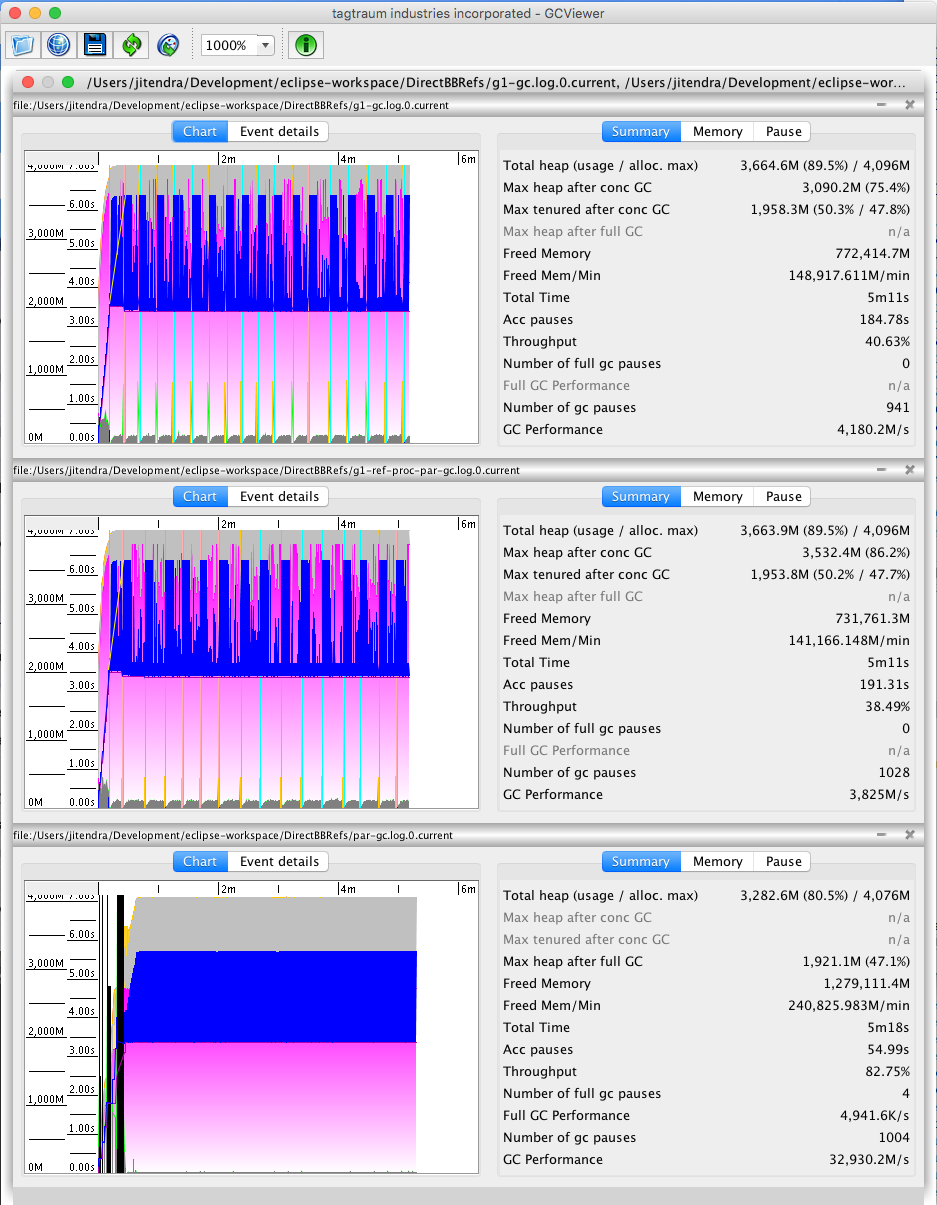 tagtraum industries incorporated - GCViewer
1000%
/Users/jitendra/Development/eclipse-workspace/DirectBBRefs/g1-gc.log.0.current, /Users/jitendra/Development/eclipse-wor...
file:/Users/jitendra/Development/eclipse-workspace/DirectBBRefs/g1-gc.log.0.current
Chart Event details
Summary Memory Pause
2m 4m 6m
4,000M 7.00s
6.00s
3,000M
5.00s
4.00s
2,000M
3.00s
2.00s
1,000M
1.00s
0M 0.00s
Total heap (usage / alloc. max) 3,664.6M (89.5%) / 4,096M
Max heap after conc GC 3,090.2M (75.4%)
Max tenured after conc GC 1,958.3M (50.3% / 47.8%)
Max heap after full GC n/a
Freed Memory 772,414.7M
Freed Mem/Min 148,917.611M/min
Total Time 5m11s
Acc pauses 184.78s
Throughput 40.63%
Number of full gc pauses 0
Full GC Performance n/a
Number of gc pauses 941
GC Performance 4,180.2M/s
file:/Users/jitendra/Development/eclipse-workspace/DirectBBRefs/g1-ref-proc-par-gc.log.0.current
Chart Event details
Summary Memory Pause
2m 4m 6m
4,000M 7.00s
6.00s
3,000M
5.00s
4.00s
2,000M
3.00s
2.00s
1,000M
1.00s
0M 0.00s
Total heap (usage / alloc. max) 3,663.9M (89.5%) / 4,096M
Max heap after conc GC 3,532.4M (86.2%)
Max tenured after conc GC 1,953.8M (50.2% / 47.7%)
Max heap after full GC n/a
Freed Memory 731,761.3M
Freed Mem/Min 141,166.148M/min
Total Time 5m11s
Acc pauses 191.31s
Throughput 38.49%
Number of full gc pauses 0
Full GC Performance n/a
Number of gc pauses 1028
GC Performance 3,825M/s
file:/Users/jitendra/Development/eclipse-workspace/DirectBBRefs/par-gc.log.0.current
Chart Event details
Summary Memory Pause
2m 4m 6m
4,000M 7.00s
6.00s
3,000M
5.00s
4.00s
2,000M
3.00s
2.00s
1,000M
1.00s
0M 0.00s
Total heap (usage / alloc. max) 3,282.6M (80.5%) / 4,076M
Max heap after conc GC n/a
Max tenured after conc GC n/a
Max heap after full GC 1,921.1M (47.1%)
Freed Memory 1,279,111.4M
Freed Mem/Min 240,825.983M/min
Total Time 5m18s
Acc pauses 54.99s
Throughput 82.75%
Number of full gc pauses 4
Full GC Performance 4,941.6K/s
Number of gc pauses 1004
GC Performance 32,930.2M/s